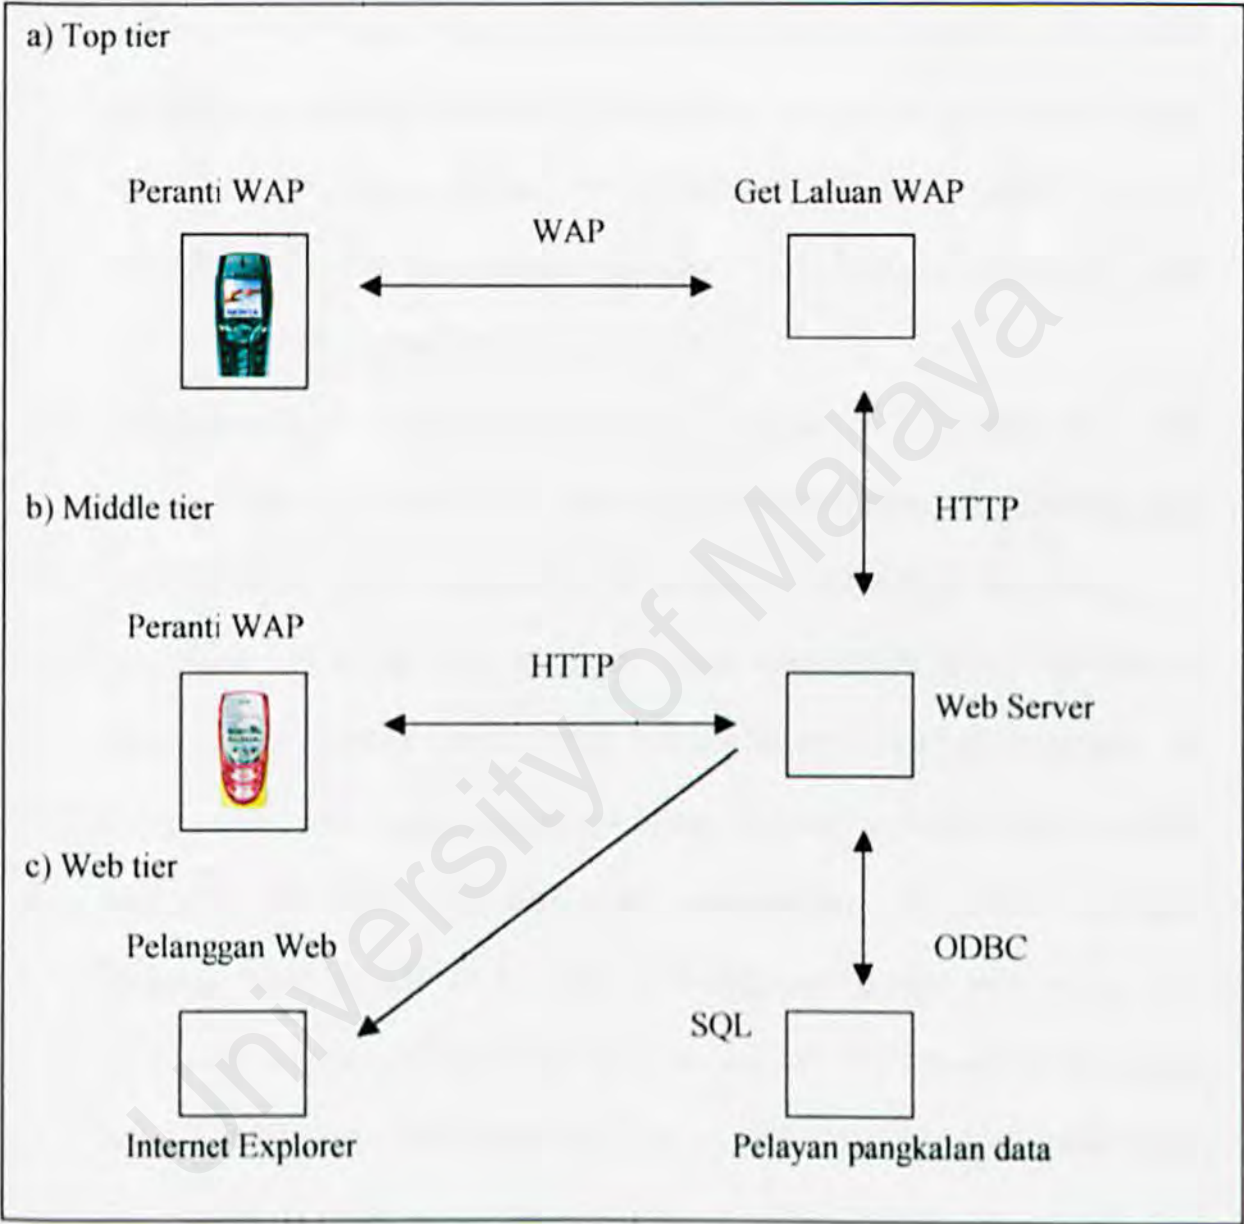 a) Top tier
Peranti WAP
Get Laluan WAP
WAP
b) Middle tier
HTTP
Peranti WAP
HTTP
Web Server
c) Web tier
Pelanggan Web
ODBC
SQL
Internet Explorer
Pelayan pangkalan data
University of Malaya